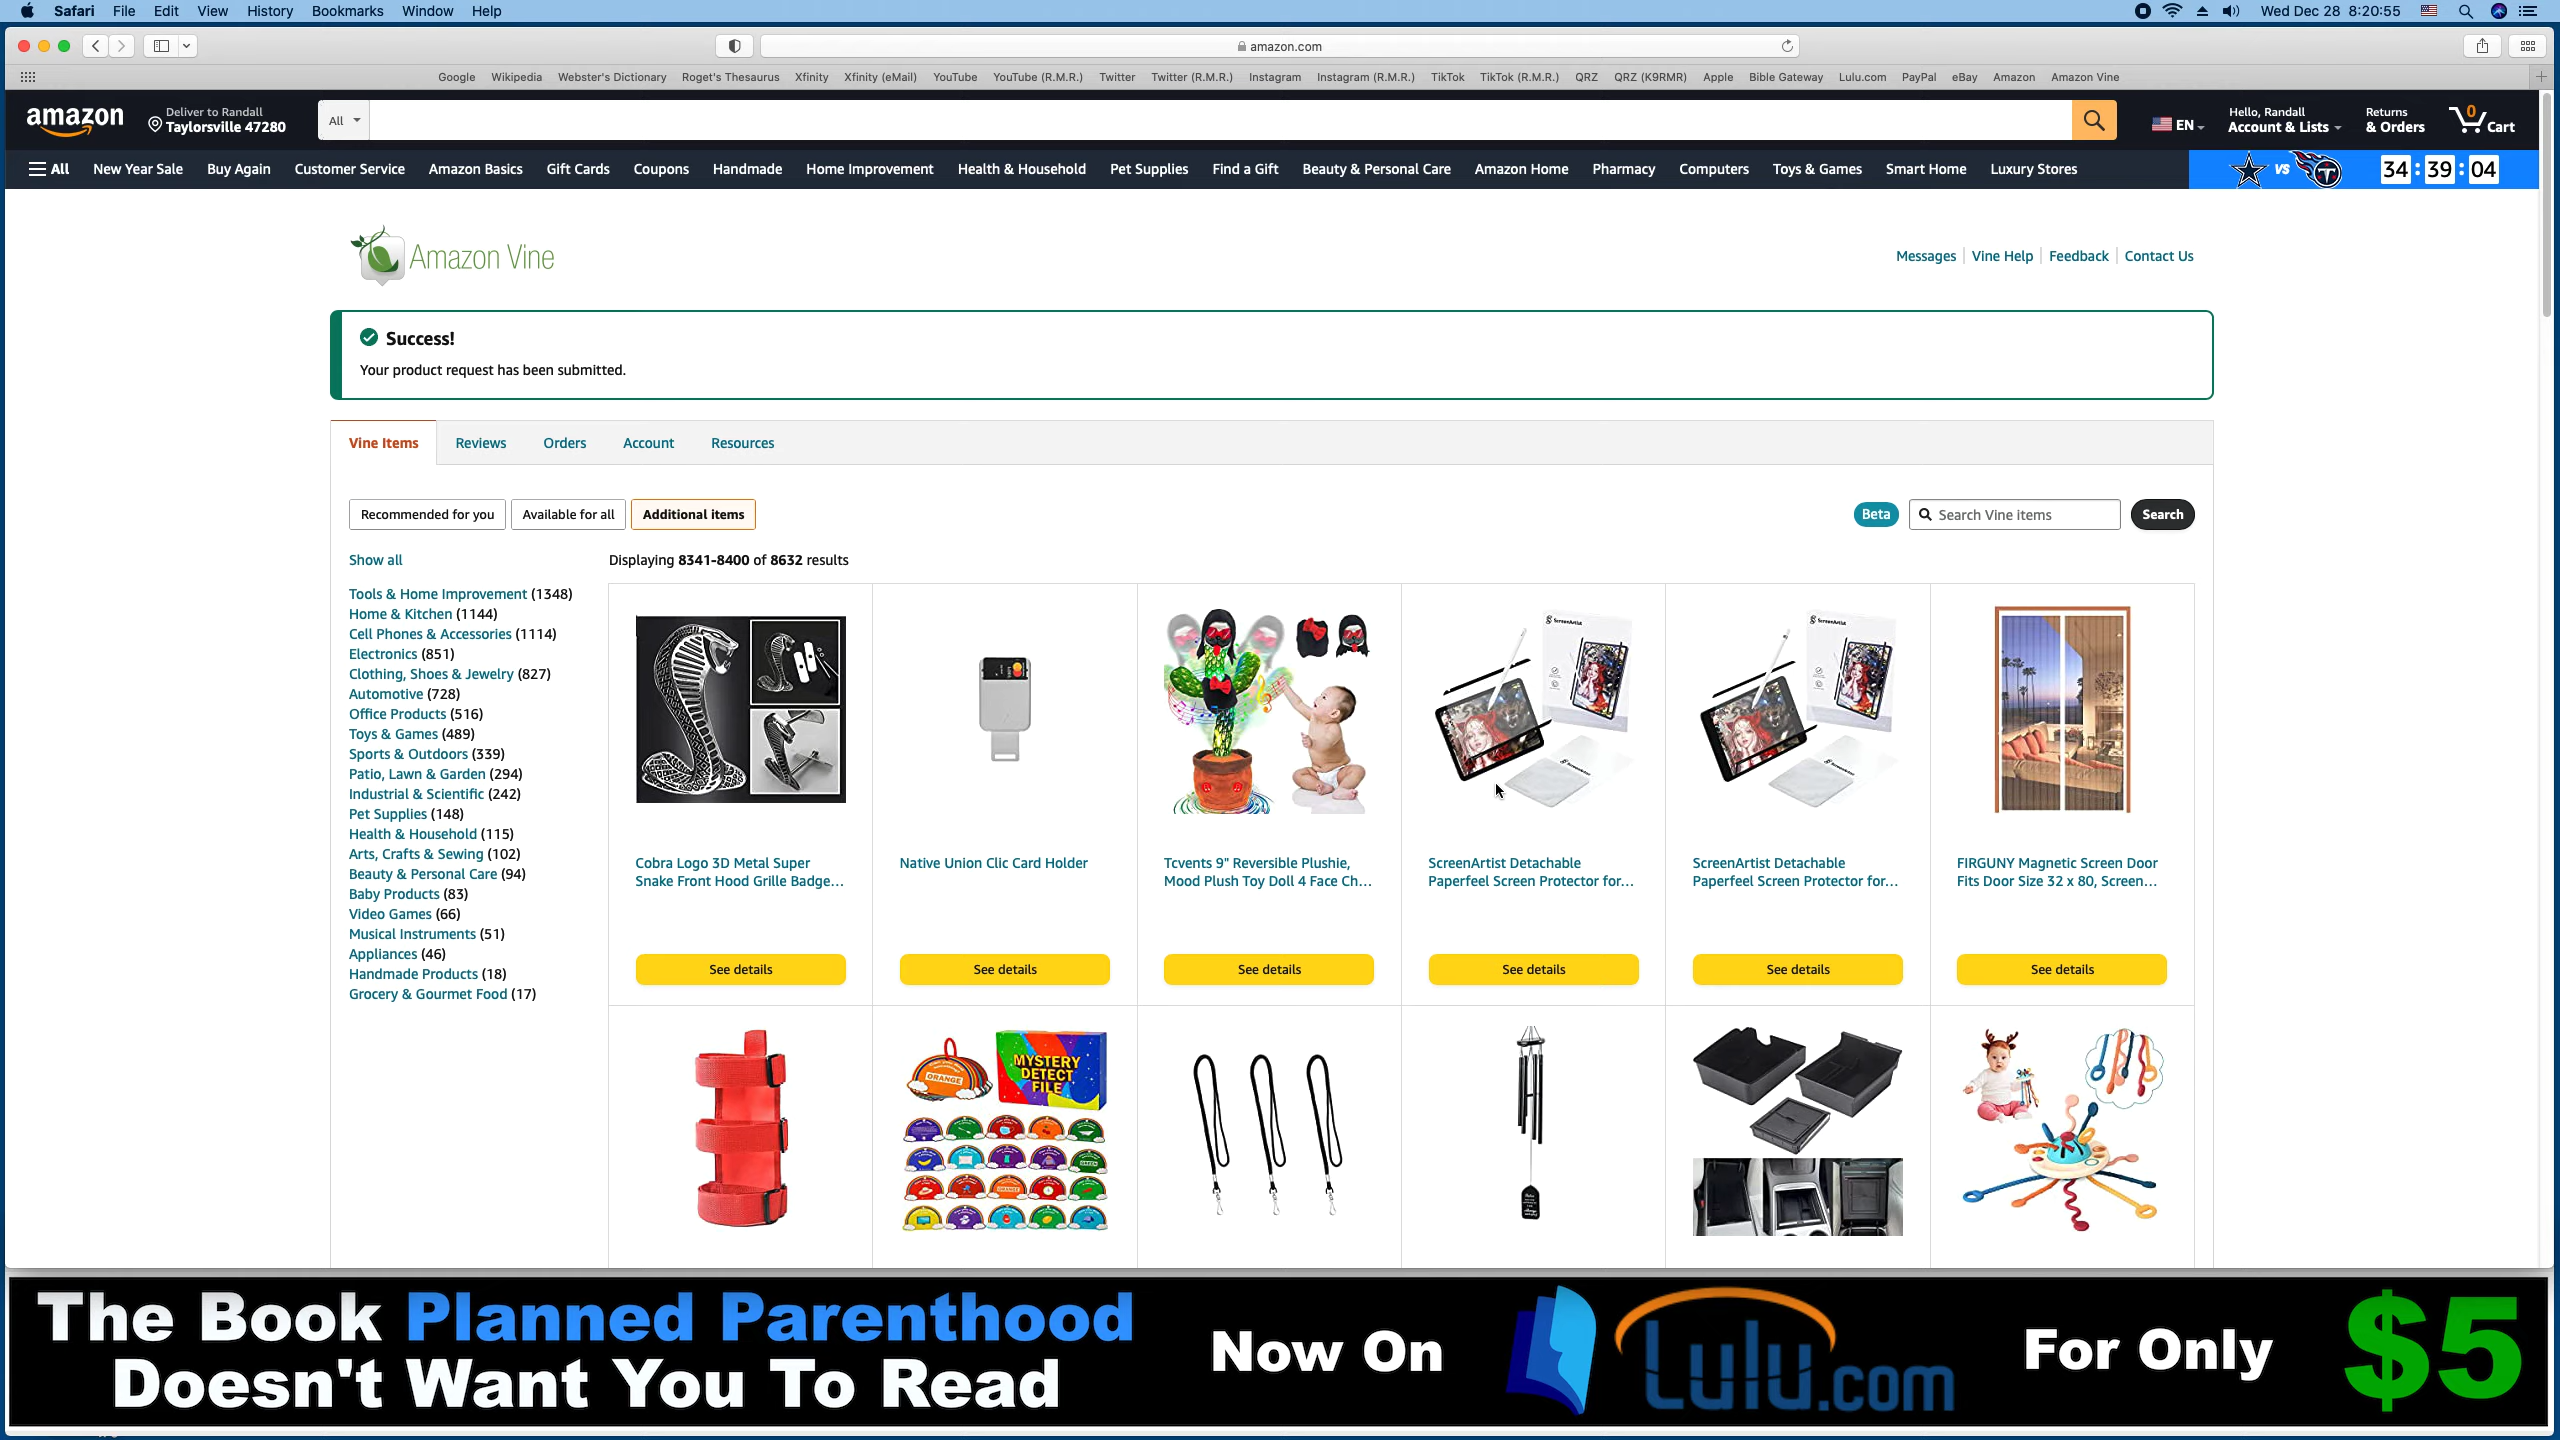 Safari File Edit View History Bookmarks Window Help
Wed Dec 28 8:20:55
amazon.com
Google Wikipedia Webster's Dictionary Roget's Thesaurus Xfinity Xfinity (eMail) YouTube YouTube (R.M.R.) Twitter Twitter (R.M.R.) Instagram Instagram (R.M.R.) TikTok TikTok (R.M.R.) QRZ QRZ (K9RMR) Apple Bible Gateway Lulu.com PayPal eBay Amazon Amazon Vine
amazon
Deliver to Randall
Taylorsville 47280
All
EN
Hello, Randall
Account & Lists
Returns
& Orders
0
Cart
All New Year Sale Buy Again Customer Service Amazon Basics Gift Cards Coupons Handmade Home Improvement Health & Household Pet Supplies Find a Gift Beauty & Personal Care Amazon Home Pharmacy Computers Toys & Games Smart Home Luxury Stores
VS
34:39:04
Amazon Vine
Messages Vine Help Feedback Contact Us
Success!
Your product request has been submitted.
Vine Items Reviews Orders Account Resources
Recommended for you Available for all Additional items
Beta Search Vine items Search
Show all
Displaying 8341-8400 of 8632 results
Tools & Home Improvement (1348)
Home & Kitchen (1144)
Cell Phones & Accessories (1114)
Electronics (851)
Clothing, Shoes & Jewelry (827)
Automotive (728)
Office Products (516)
Toys & Games (489)
Sports & Outdoors (339)
Patio, Lawn & Garden (294)
Industrial & Scientific (242)
Pet Supplies (148)
Health & Household (115)
Arts, Crafts & Sewing (102)
Beauty & Personal Care (94)
Baby Products (83)
Video Games (66)
Musical Instruments (51)
Appliances (46)
Handmade Products (18)
Grocery & Gourmet Food (17)
ScreenArtist
ScreenArtist
Cobra Logo 3D Metal Super
Snake Front Hood Grille Badge...
See details
Native Union Clic Card Holder
See details
Tcvents 9" Reversible Plushie,
Mood Plush Toy Doll 4 Face Ch...
See details
ScreenArtist Detachable
Paperfeel Screen Protector for...
See details
ScreenArtist Detachable
Paperfeel Screen Protector for...
See details
FIRGUNY Magnetic Screen Door
Fits Door Size 32 x 80, Screen...
See details
ORANGE
MYSTERY
DETECT
FILE
The Book Planned Parenthood
Doesn't Want You To Read
Now On
Lulu.com
For Only
$5